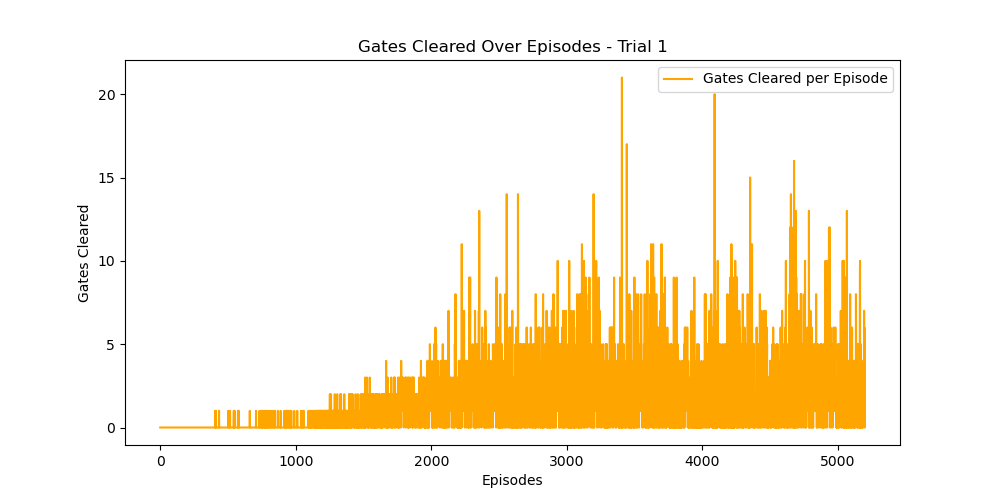 Gates Cleared Over Episodes - Trial 1
Gates Cleared per Episode
20
15
10
5
0
Gates Cleared
0 1000 2000 3000 4000 5000
Episodes